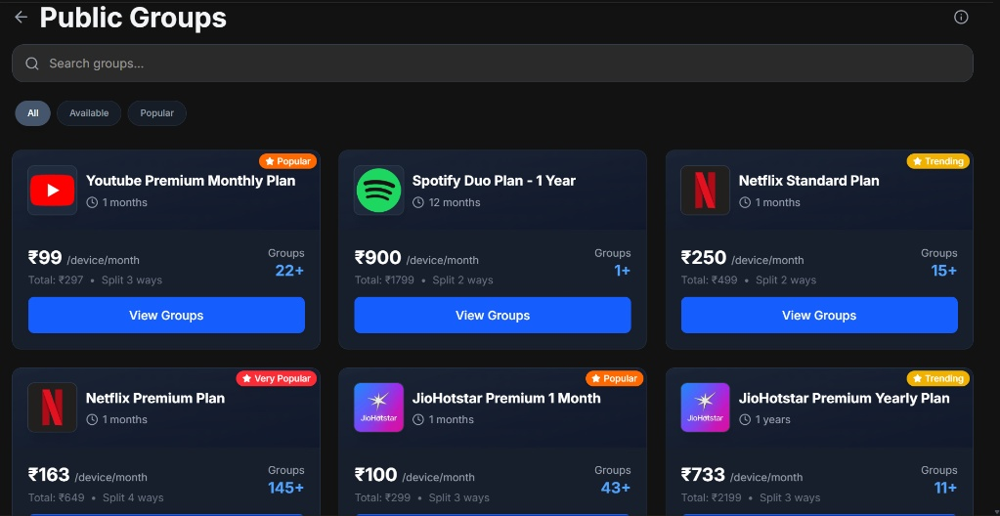 Public Groups
Search groups...
All Available Popular
Popular
Youtube Premium Monthly Plan
1 months
₹99 /device/month
Groups
22+
Total: ₹297 • Split 3 ways
View Groups
Spotify Duo Plan - 1 Year
12 months
₹900 /device/month
Groups
1+
Total: ₹1799 • Split 2 ways
View Groups
Trending
Netflix Standard Plan
1 months
₹250 /device/month
Groups
15+
Total: ₹499 • Split 2 ways
View Groups
Very Popular
Netflix Premium Plan
1 months
₹163 /device/month
Groups
145+
Total: ₹649 • Split 4 ways
Popular
JioHotstar
JioHotstar Premium 1 Month
1 months
₹100 /device/month
Groups
43+
Total: ₹299 • Split 3 ways
Trending
JioHotstar
JioHotstar Premium Yearly Plan
1 years
₹733 /device/month
Groups
11+
Total: ₹2199 • Split 3 ways